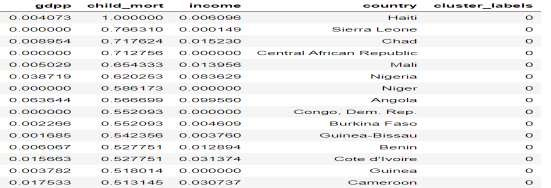 gdpp child_mort income country cluster_labels
0.004073 1.000000 0.006096 Haiti 0
0.000000 0.766310 0.000149 Sierra Leone 0
0.008954 0.717624 0.015230 Chad 0
0.000000 0.712756 0.000000 Central African Republic 0
0.005029 0.654333 0.013956 Mali 0
0.038719 0.620253 0.083629 Nigeria 0
0.000000 0.586173 0.000000 Niger 0
0.063644 0.566699 0.099560 Angola 0
0.000000 0.552093 0.000000 Congo, Dem. Rep. 0
0.002266 0.552093 0.004609 Burkina Faso 0
0.001685 0.542356 0.003760 Guinea-Bissau 0
0.006067 0.527751 0.012894 Benin 0
0.015663 0.527751 0.031374 Cote d'Ivoire 0
0.003782 0.518014 0.000000 Guinea 0
0.017533 0.513145 0.030737 Cameroon 0